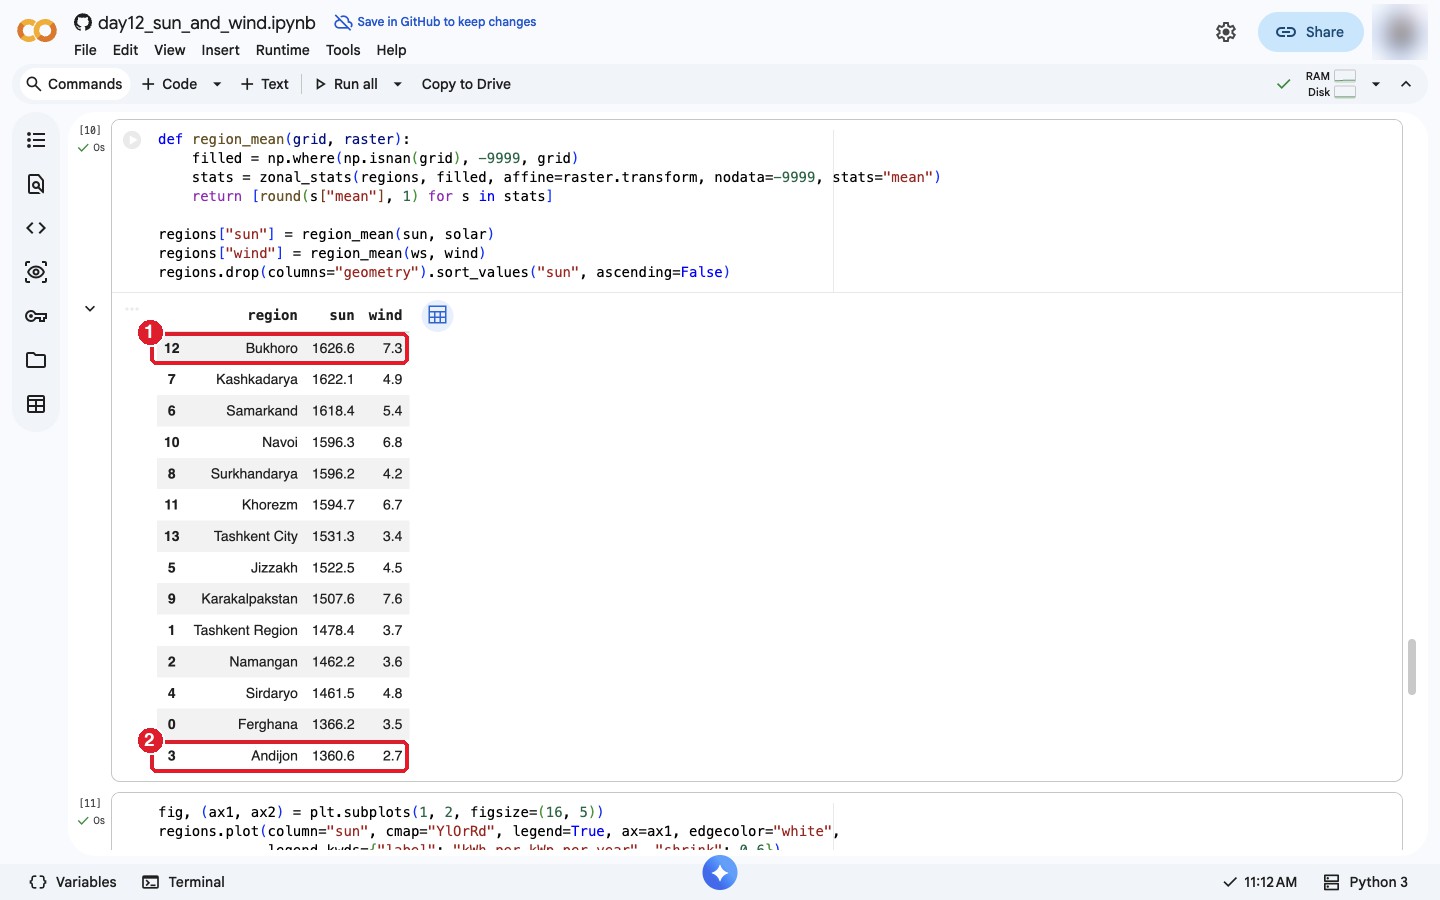 day12_sun_and_wind.ipynb
Save in GitHub to keep changes
File Edit View Insert Runtime Tools Help
Share
Commands + Code + Text Run all Copy to Drive
RAM
Disk
[10]
0s
def region_mean(grid, raster):
    filled = np.where(np.isnan(grid), -9999, grid)
    stats = zonal_stats(regions, filled, affine=raster.transform, nodata=-9999, stats="mean")
    return [round(s["mean"], 1) for s in stats]
regions["sun"] = region_mean(sun, solar)
regions["wind"] = region_mean(ws, wind)
regions.drop(columns="geometry").sort_values("sun", ascending=False)
region sun wind
1
12 Bukhoro 1626.6 7.3
7 Kashkadarya 1622.1 4.9
6 Samarkand 1618.4 5.4
10 Navoi 1596.3 6.8
8 Surkhandarya 1596.2 4.2
11 Khorezm 1594.7 6.7
13 Tashkent City 1531.3 3.4
5 Jizzakh 1522.5 4.5
9 Karakalpakstan 1507.6 7.6
1 Tashkent Region 1478.4 3.7
2 Namangan 1462.2 3.6
4 Sirdaryo 1461.5 4.8
0 Ferghana 1366.2 3.5
2
3 Andijon 1360.6 2.7
[11]
0s
fig, (ax1, ax2) = plt.subplots(1, 2, figsize=(16, 5))
regions.plot(column="sun", cmap="YlOrRd", legend=True, ax=ax1, edgecolor="white",
legend_kwds={"label": "kWh per kWp per year", "shrink": 0.6})
Variables Terminal
11:12 AM Python 3